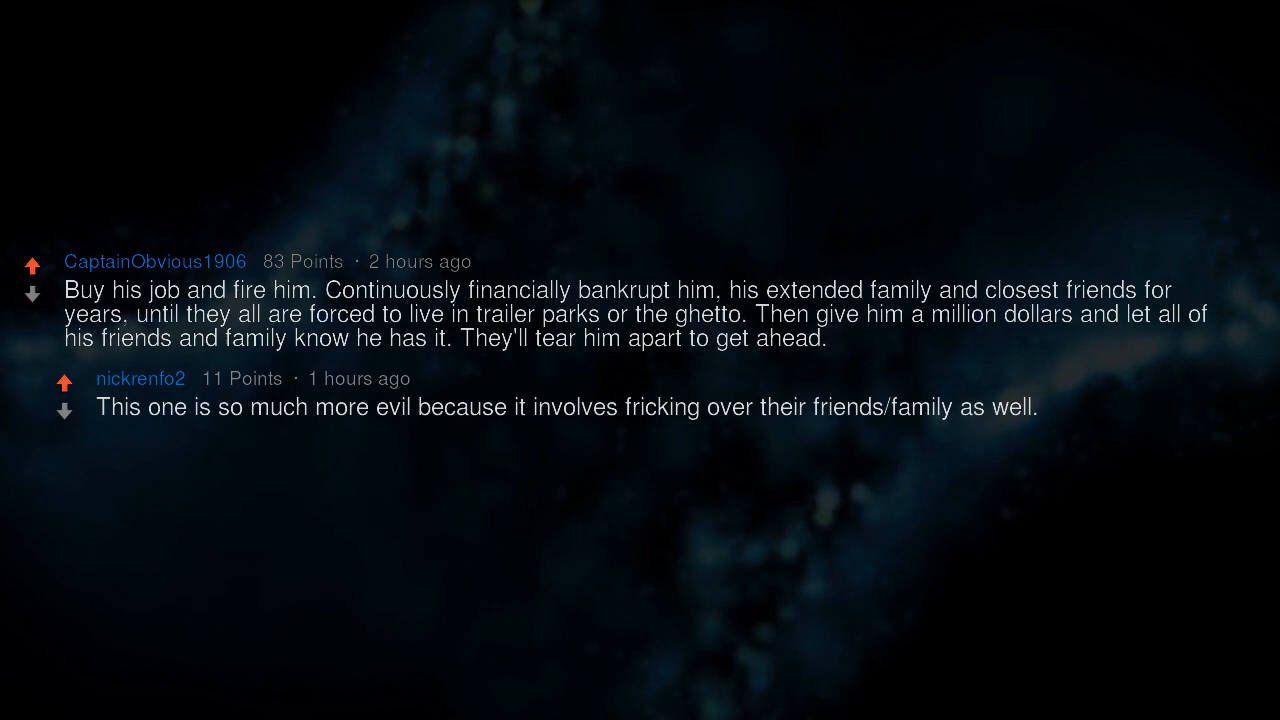 CaptainObvious1906 83 Points · 2 hours ago
Buy his job and fire him. Continuously financially bankrupt him, his extended family and closest friends for
years, until they all are forced to live in trailer parks or the ghetto. Then give him a million dollars and let all of
his friends and family know he has it. They'll tear him apart to get ahead.
nickrenfo2 11 Points · 1 hours ago
This one is so much more evil because it involves fricking over their friends/family as well.